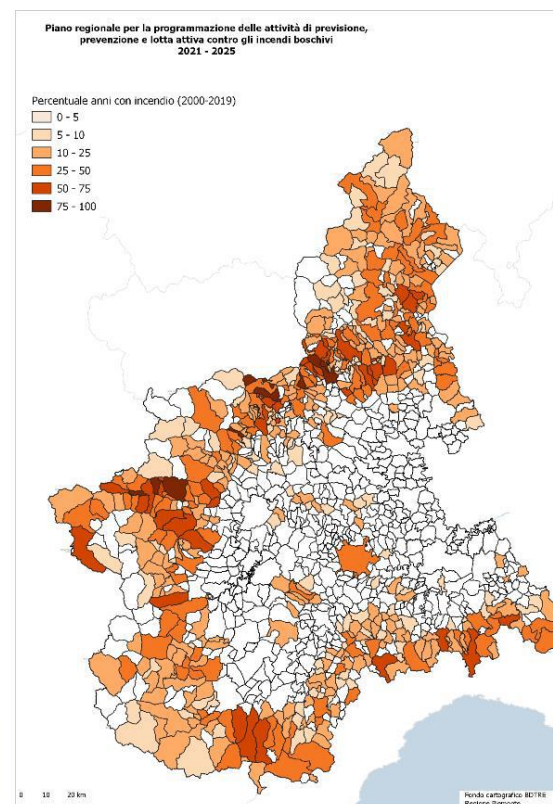 Piano regionale per la programmazione delle attività di previsione,
prevenzione e lotta attiva contro gli incendi boschivi
2021 - 2025
Percentuale anni con incendio (2000-2019)
0 - 5
5 - 10
10 - 25
25 - 50
50 - 75
75 - 100
0 10 20 km
Fondo cartografico BDTRE
Regione Piemonte